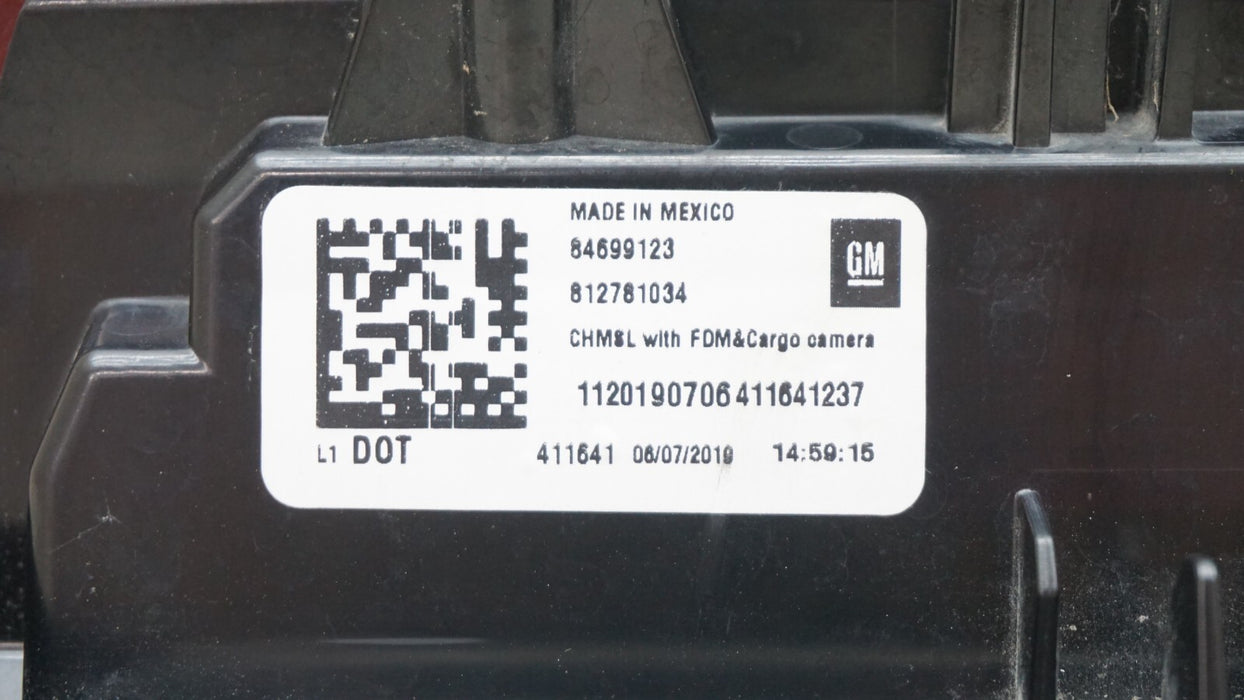 MADE IN MEXICO
84699123
GM
812781034
CHMSL with FDM&Cargo camera
1120190706411641237
L1 DOT 411641 06/07/2019 14:59:15